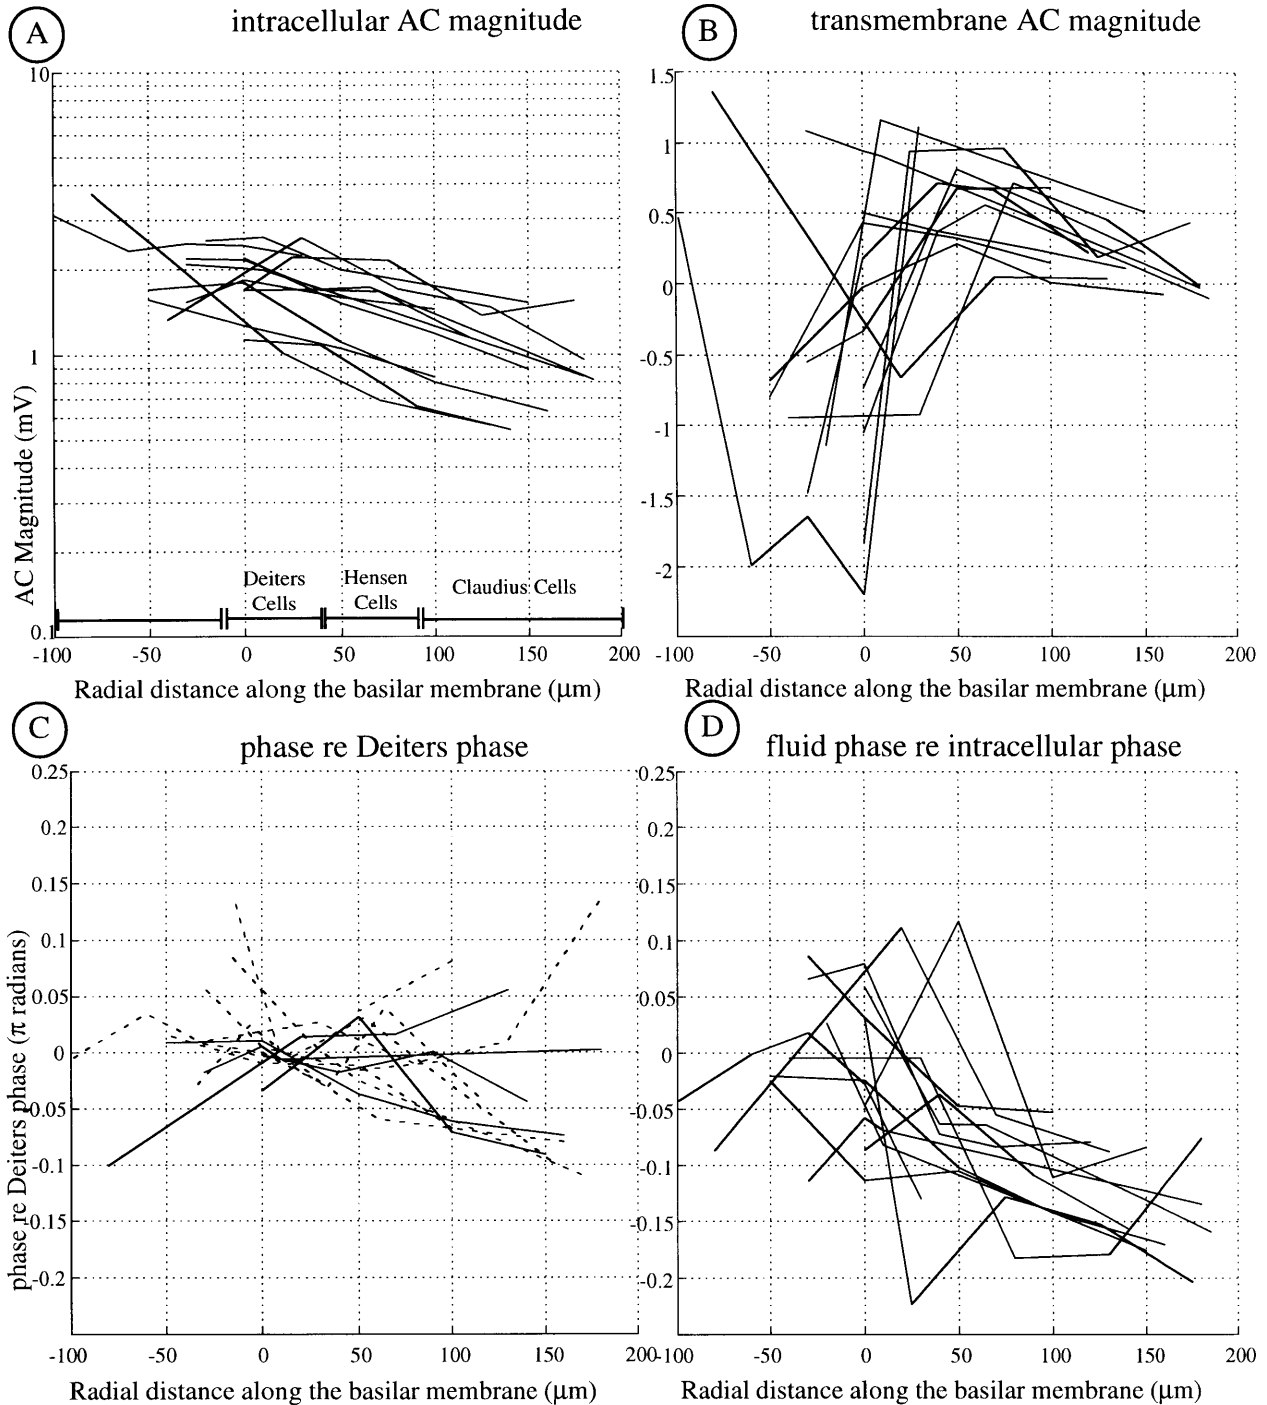 A
intracellular AC magnitude
10
1
0.1
AC Magnitude (mV)
Deiters
Cells
Hensen
Cells
Claudius Cells
-100 -50 0 50 100 150 200
Radial distance along the basilar membrane (μm)
B
transmembrane AC magnitude
1.5
1
0.5
0
-0.5
-1
-1.5
-2
-100 -50 0 50 100 150 200
Radial distance along the basilar membrane (μm)
C
phase re Deiters phase
0.25
0.2
0.15
0.1
0.05
0
-0.05
-0.1
-0.15
-0.2
phase re Deiters phase (π radians)
-100 -50 0 50 100 150 200
Radial distance along the basilar membrane (μm)
D
fluid phase re intracellular phase
0.25
0.2
0.15
0.1
0.05
0
-0.05
-0.1
-0.15
-0.2
-100 -50 0 50 100 150 200
Radial distance along the basilar membrane (μm)